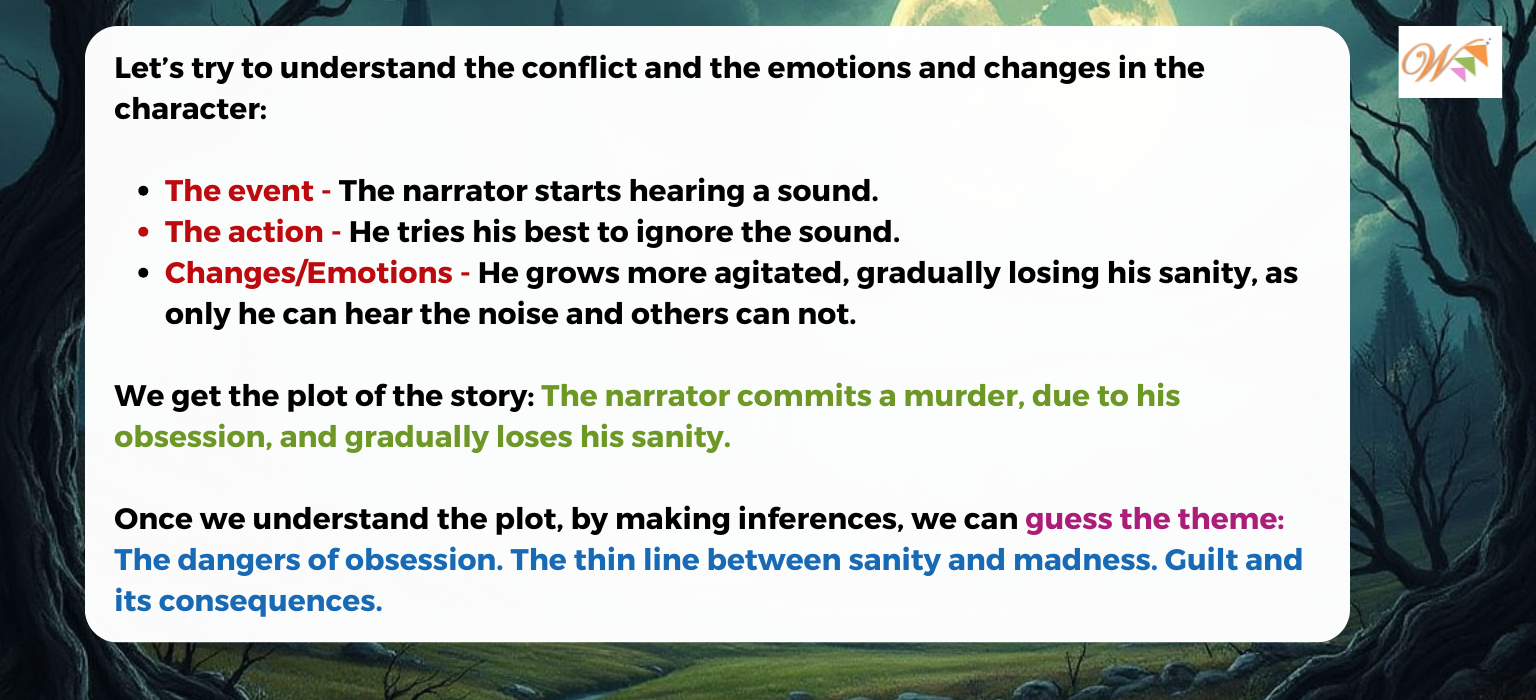 Let’s try to understand the conflict and the emotions and changes in the
character:
• The event - The narrator starts hearing a sound.
• The action - He tries his best to ignore the sound.
• Changes/Emotions - He grows more agitated, gradually losing his sanity, as
only he can hear the noise and others can not.
We get the plot of the story: The narrator commits a murder, due to his
obsession, and gradually loses his sanity.
Once we understand the plot, by making inferences, we can guess the theme:
The dangers of obsession. The thin line between sanity and madness. Guilt and
its consequences.
W